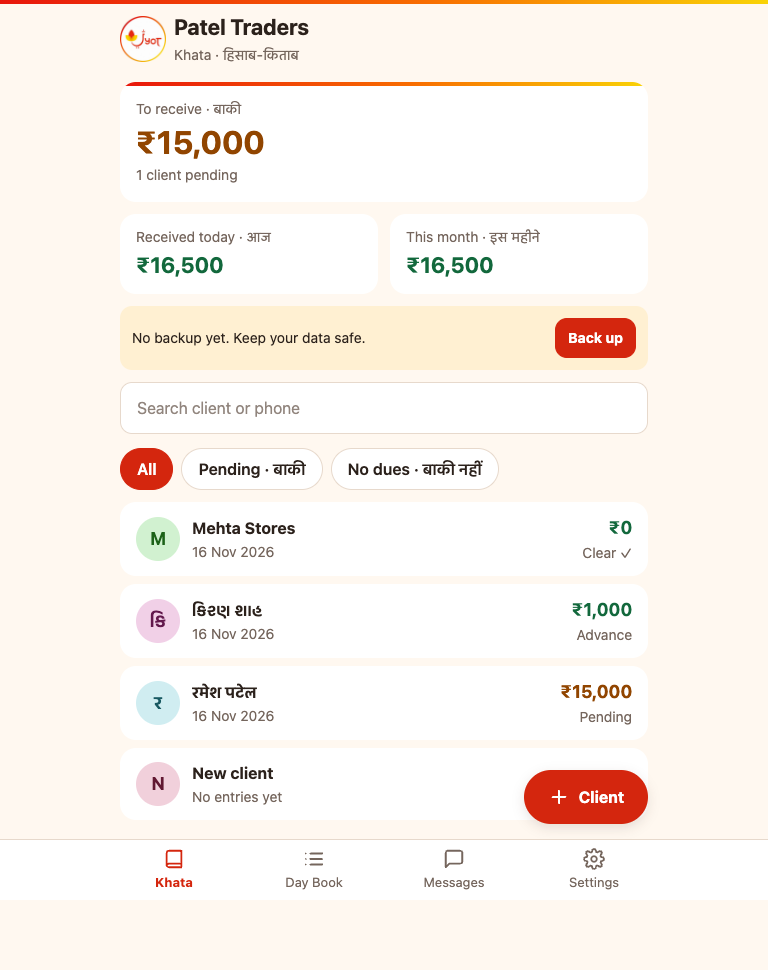 Jyot
Patel Traders
Khata · हिसाब-किताब
To receive · बाकी
₹15,000
1 client pending
Received today · आज
₹16,500
This month · इस महीने
₹16,500
No backup yet. Keep your data safe.
Back up
Search client or phone
All
Pending · बाकी
No dues · बाकी नहीं
M
Mehta Stores
16 Nov 2026
₹0
Clear ✓
કિ
કિરણ શાહ
16 Nov 2026
₹1,000
Advance
र
रमेश पटेल
16 Nov 2026
₹15,000
Pending
N
New client
No entries yet
+ Client
Khata
Day Book
Messages
Settings